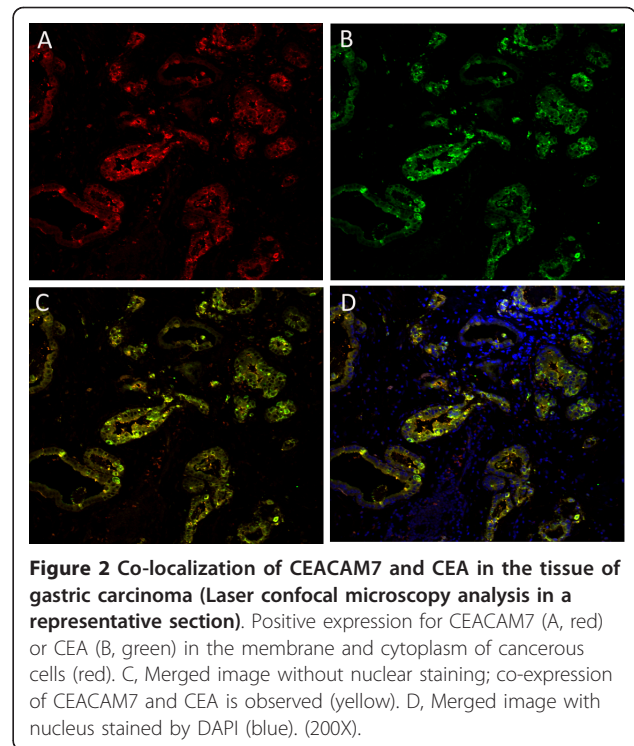 A
B
C
D
Figure 2 Co-localization of CEACAM7 and CEA in the tissue of
gastric carcinoma (Laser confocal microscopy analysis in a
representative section). Positive expression for CEACAM7 (A, red)
or CEA (B, green) in the membrane and cytoplasm of cancerous
cells (red). C, Merged image without nuclear staining; co-expression
of CEACAM7 and CEA is observed (yellow). D, Merged image with
nucleus stained by DAPI (blue). (200X).